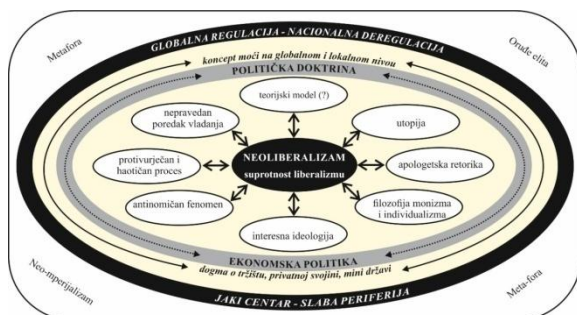 GLOBALNA REGULACIJA - NACIONALNA DEREGULACIJA
Metafora
Oruđe elita
koncept moći na globalnom i lokalnom nivou
POLITIČKA DOKTRINA
teorijski model (?)
nepravedan
poredak vladanja
utopija
protivurječan i
haotičan proces
NEOLIBERALIZAM
suprotnost liberalizmu
apologetska retorika
antinomičan fenomen
filozofija monizma
i individualizma
interesna ideologija
EKONOMSKA POLITIKA
dogma o tržištu, privatnoj svojini, mini državi
Neo-mperijalizam
Meta-fora
JAKI CENTAR - SLABA PERIFERIJA